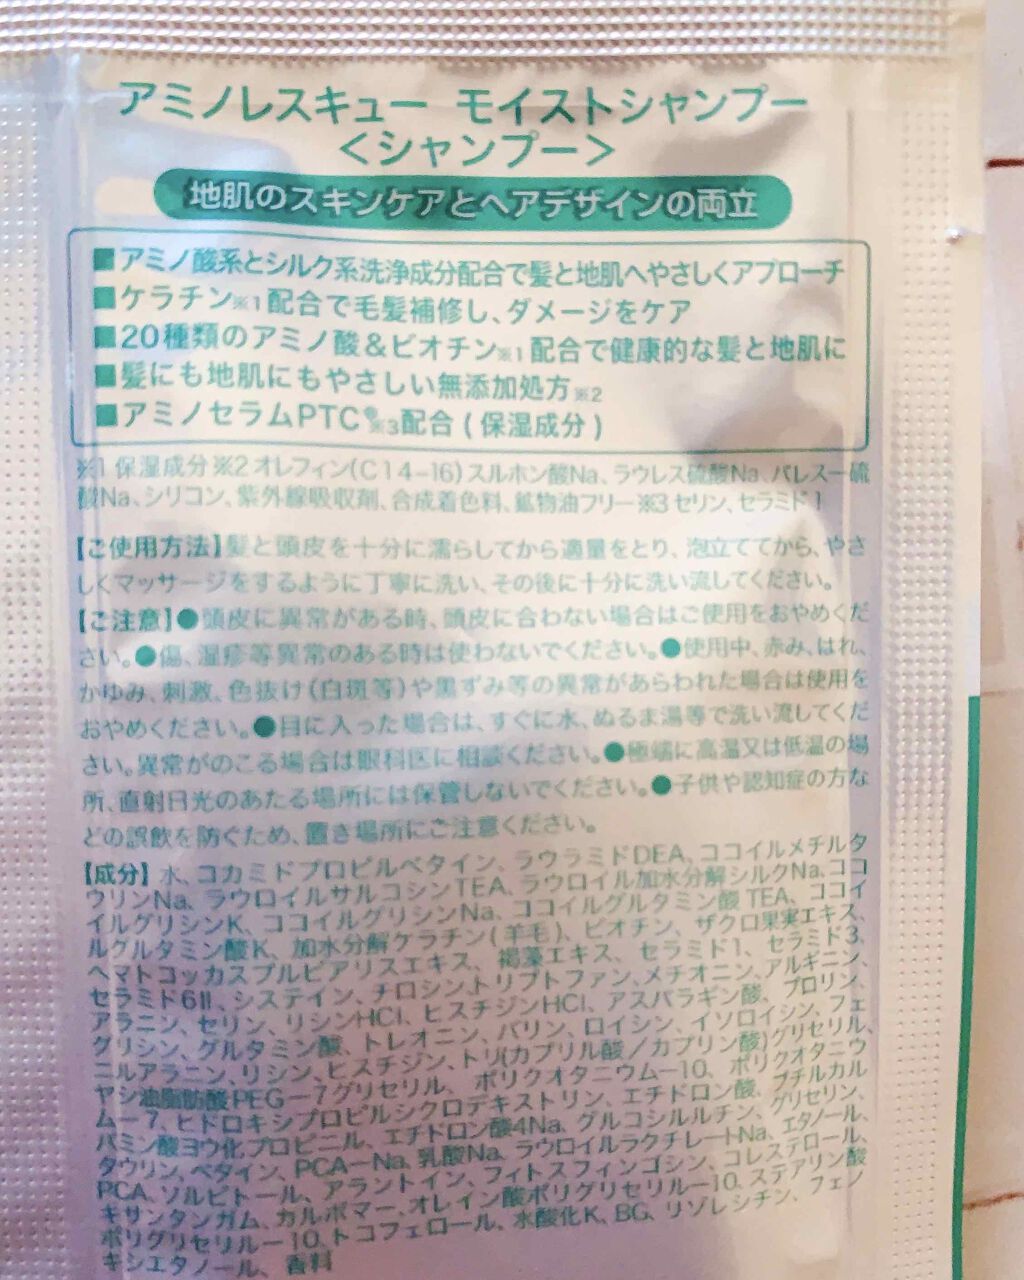 アミノレスキュー モイストシャンプー
<シャンプー>
地肌のスキンケアとヘアデザインの両立
■アミノ酸系とシルク系洗浄成分配合で髪と地肌へやさしくアプローチ
■ケラチン※1配合で毛髪補修し、ダメージをケア
■20種類のアミノ酸&ビオチン※1配合で健康的な髪と地肌に
■髪にも地肌にもやさしい無添加処方※2
■アミノセラムPTC®※3配合(保湿成分)
※1 保湿成分※2オレフィン(C14-16)スルホン酸Na、ラウレス硫酸Na、パレスー硫
酸Na、シリコン、紫外線吸収剤、合成着色料、鉱物油フリー※3セリン、セラミド1
【ご使用方法】髪と頭皮を十分に濡らしてから適量をとり、泡立ててから、やさ
しくマッサージをするように丁寧に洗い、その後に十分に洗い流してください。
【ご注意】●頭皮に異常がある時、頭皮に合わない場合はご使用をおやめくだ
さい。●傷、湿疹等異常のある時は使わないでください。●使用中、赤み、はれ、
かゆみ、刺激、色抜け(白斑等)や黒ずみ等の異常があらわれた場合は使用を
おやめください。●目に入った場合は、すぐに水、ぬるま湯等で洗い流してくだ
さい。異常がのこる場合は眼科医に相談ください。●極端に高温又は低温の場
所、直射日光のあたる場所には保管しないでください。●子供や認知症の方な
どの誤飲を防ぐため、置き場所にご注意ください。
【成分】水、コカミドプロピルベタイン、ラウラミドDEA、ココイルメチルタ
ウリンNa、ラウロイルサルコシンTEA、ラウロイル加水分解シルクNa、ココ
イルグリシンK、ココイルグリシンNa、ココイルグルタミン酸TEA、ココイ
ルグルタミン酸K、加水分解ケラチン(羊毛)、ビオチン、ザクロ果実エキス、
ヘマトコッカスプルビアリスエキス、褐藻エキス、セラミド1、セラミド3、
セラミド6II、システイン、チロシン、トリプトファン、メチオニン、アルギニン、
アラニン、セリン、リシンHCl、ヒスチジンHCl、アスパラギン酸、プロリン、
グリシン、グルタミン酸、トレオニン、バリン、ロイシン、イソロイシン、フェ
ニルアラニン、リシン、ヒスチジン、トリ(カプリル酸/カプリン酸)グリセリル、
ヤシ油脂肪酸PEG-7グリセリル、ポリクオタニウム-10、ポリクオタニウ
ム-7、ヒドロキシプロピルシクロデキストリン、エチドロン酸、ブチルカル
バミン酸ヨウ化プロピニル、エチドロン酸4Na、グルコシルルチン、グリセリン、
タウリン、ベタイン、PCA-Na、乳酸Na、ラウロイルラクチレートNa、エタノール、
PCA、ソルビトール、アラントイン、フィトスフィンゴシン、コレステロール、
キサンタンガム、カルボマー、オレイン酸ポリグリセリル-10、ステアリン酸
ポリグリセリル-10、トコフェロール、水酸化K、BG、リゾレシチン、フェノ
キシエタノール、香料